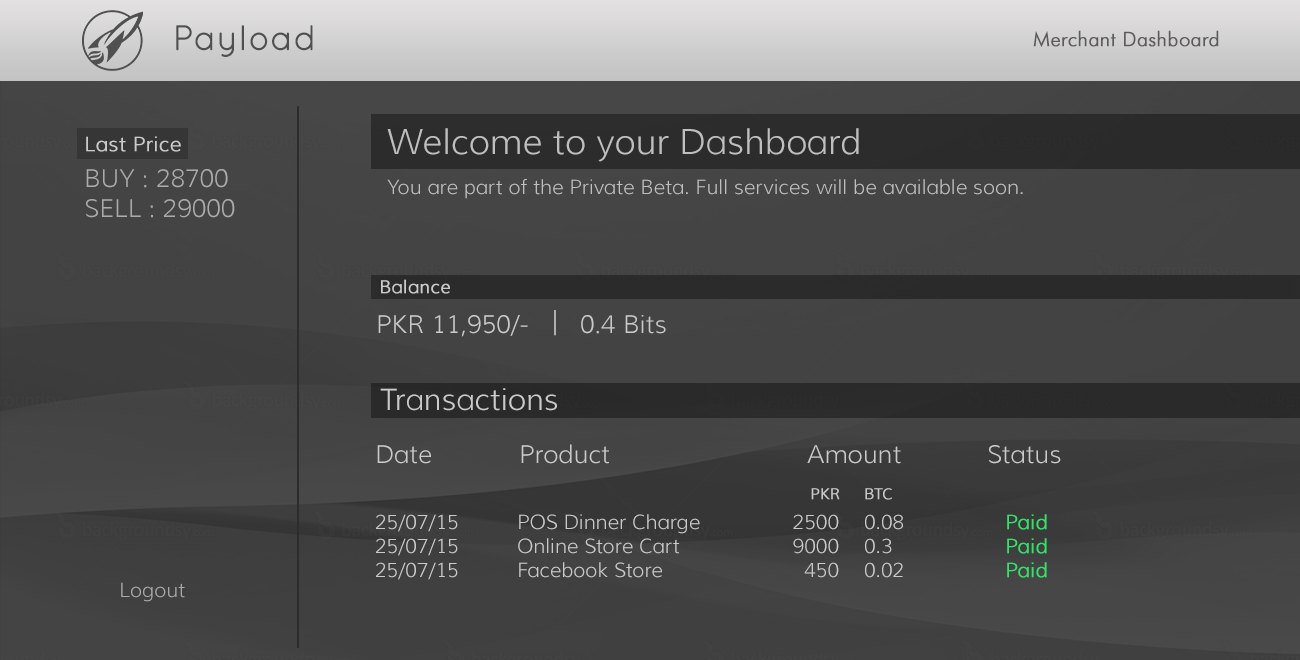 Payload
Merchant Dashboard
Last Price
BUY : 28700
SELL : 29000
Logout
Welcome to your Dashboard
You are part of the Private Beta. Full services will be available soon.
Balance
PKR 11,950/- | 0.4 Bits
Transactions
Date Product Amount Status
PKR BTC
25/07/15 POS Dinner Charge 2500 0.08 Paid
25/07/15 Online Store Cart 9000 0.3 Paid
25/07/15 Facebook Store 450 0.02 Paid